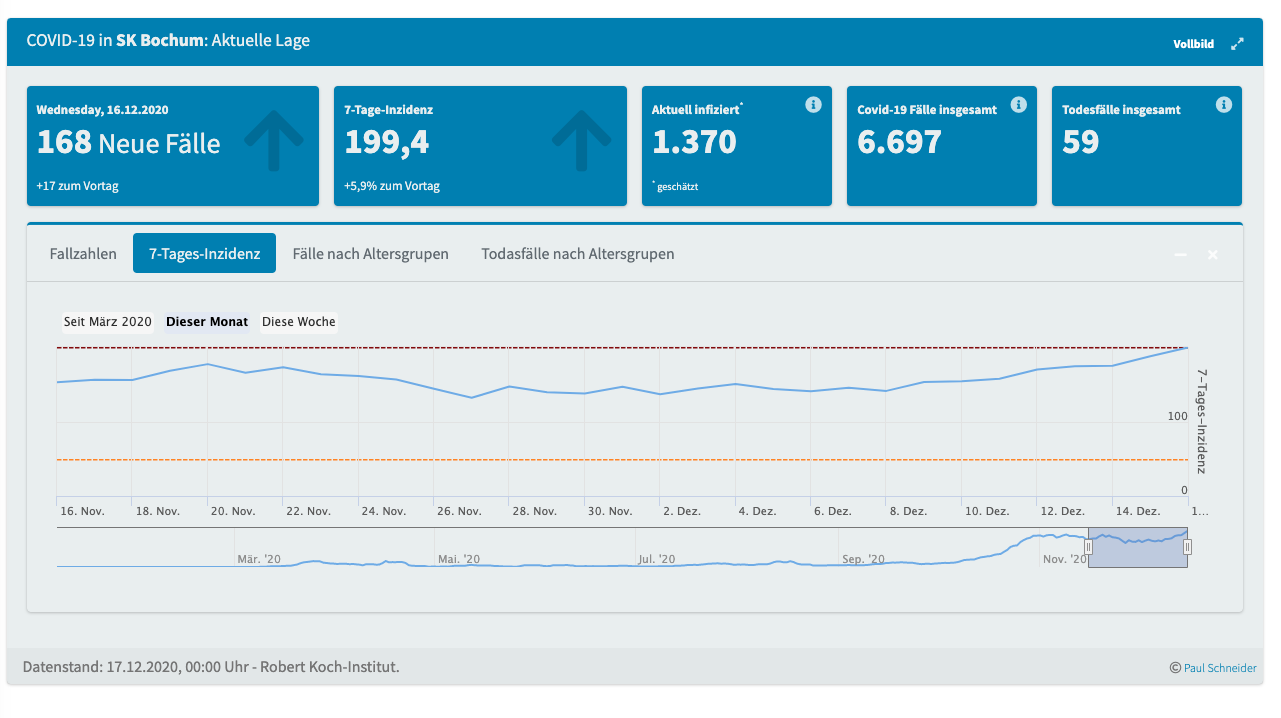 COVID-19 in SK Bochum: Aktuelle Lage
Vollbild
Wednesday, 16.12.2020
168 Neue Fälle
+17 zum Vortag
7-Tage-Inzidenz
199,4
+5,9% zum Vortag
Aktuell infiziert*
1.370
* geschätzt
Covid-19 Fälle insgesamt
6.697
Todesfälle insgesamt
59
Fallzahlen
7-Tages-Inzidenz
Fälle nach Altersgrupen
Todasfälle nach Altersgrupen
Seit März 2020
Dieser Monat
Diese Woche
7-Tages-Inzidenz
100
0
16. Nov.
18. Nov.
20. Nov.
22. Nov.
24. Nov.
26. Nov.
28. Nov.
30. Nov.
2. Dez.
4. Dez.
6. Dez.
8. Dez.
10. Dez.
12. Dez.
14. Dez.
1…
Mär. '20
Mai. '20
Jul. '20
Sep. '20
Nov. '20
Datenstand: 17.12.2020, 00:00 Uhr - Robert Koch-Institut.
© Paul Schneider